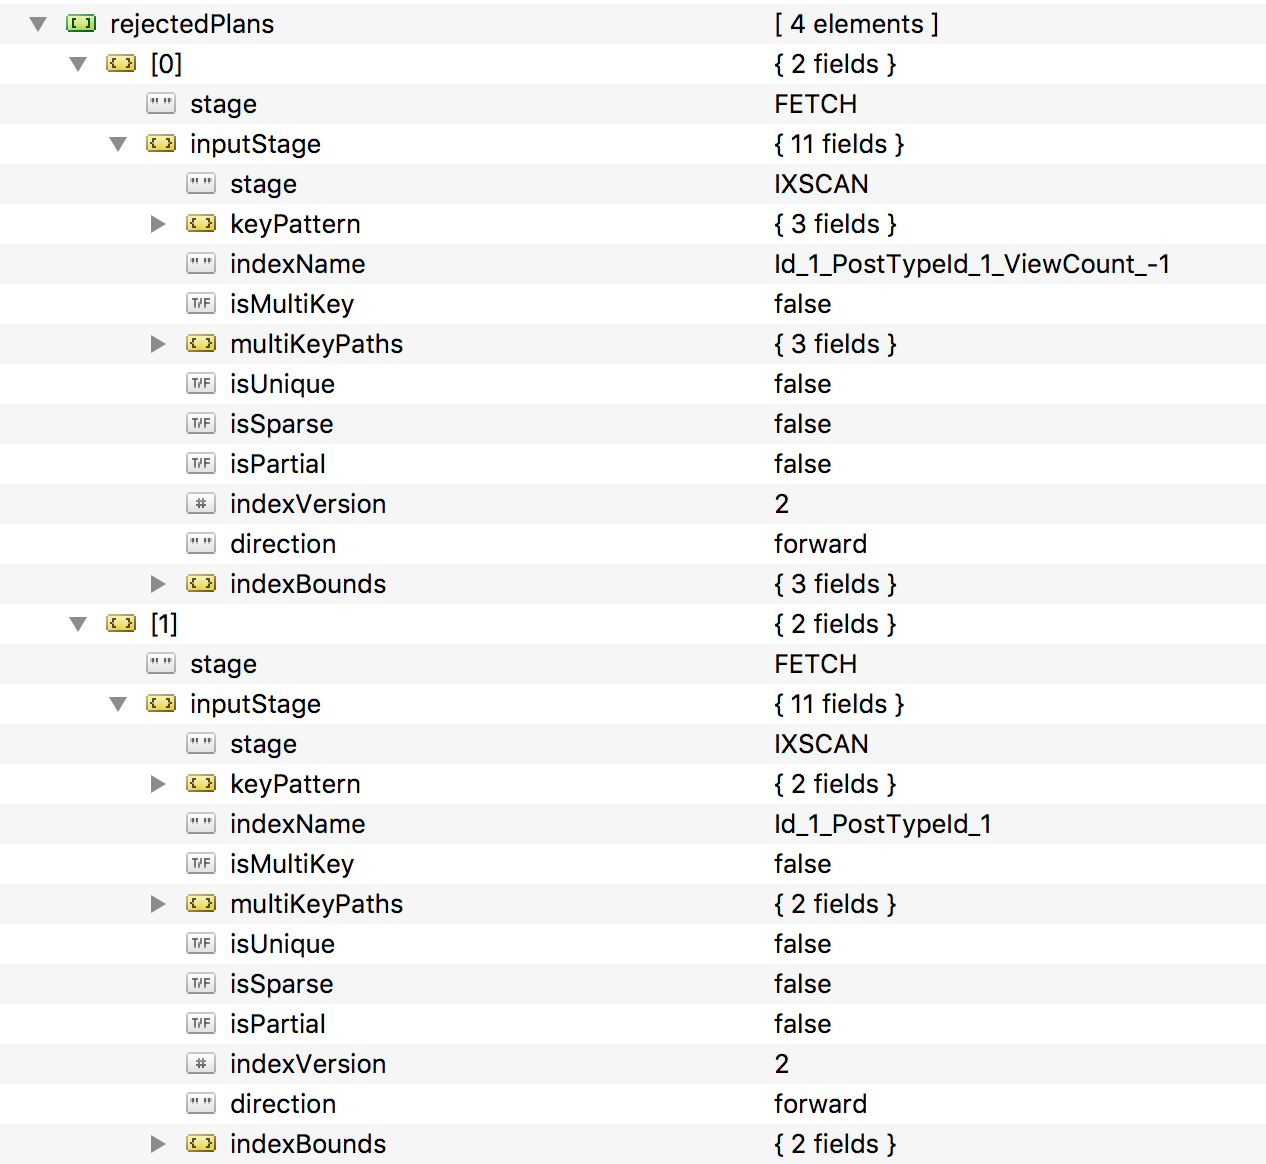 rejectedPlans [ 4 elements ]
[0] { 2 fields }
stage FETCH
inputStage { 11 fields }
stage IXSCAN
keyPattern { 3 fields }
indexName Id_1_PostTypeId_1_ViewCount_-1
isMultiKey false
multiKeyPaths { 3 fields }
isUnique false
isSparse false
isPartial false
indexVersion 2
direction forward
indexBounds { 3 fields }
[1] { 2 fields }
stage FETCH
inputStage { 11 fields }
stage IXSCAN
keyPattern { 2 fields }
indexName Id_1_PostTypeId_1
isMultiKey false
multiKeyPaths { 2 fields }
isUnique false
isSparse false
isPartial false
indexVersion 2
direction forward
indexBounds { 2 fields }